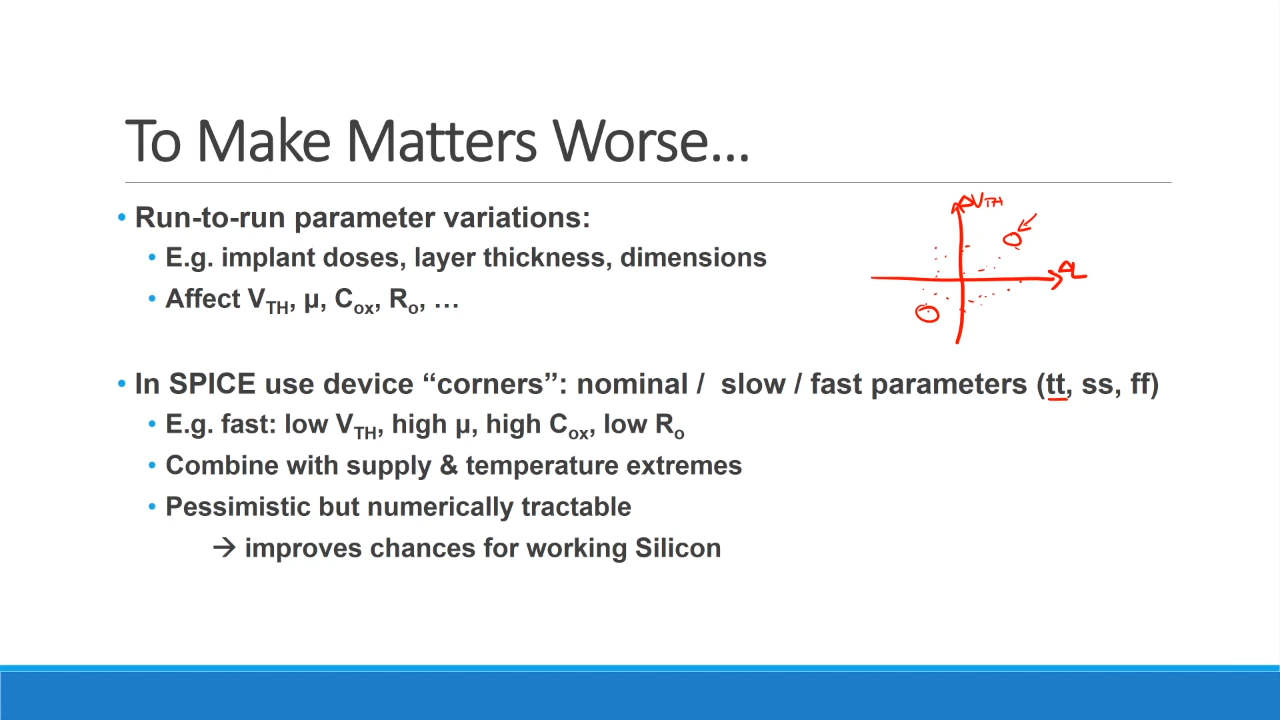 To Make Matters Worse...
• Run-to-run parameter variations:
• E.g. implant doses, layer thickness, dimensions
• Affect VTH, μ, Cox, Ro, ...
ΔVTH
ΔL
• In SPICE use device “corners”: nominal / slow / fast parameters (tt, ss, ff)
• E.g. fast: low VTH, high μ, high Cox, low Ro
• Combine with supply & temperature extremes
• Pessimistic but numerically tractable
→ improves chances for working Silicon